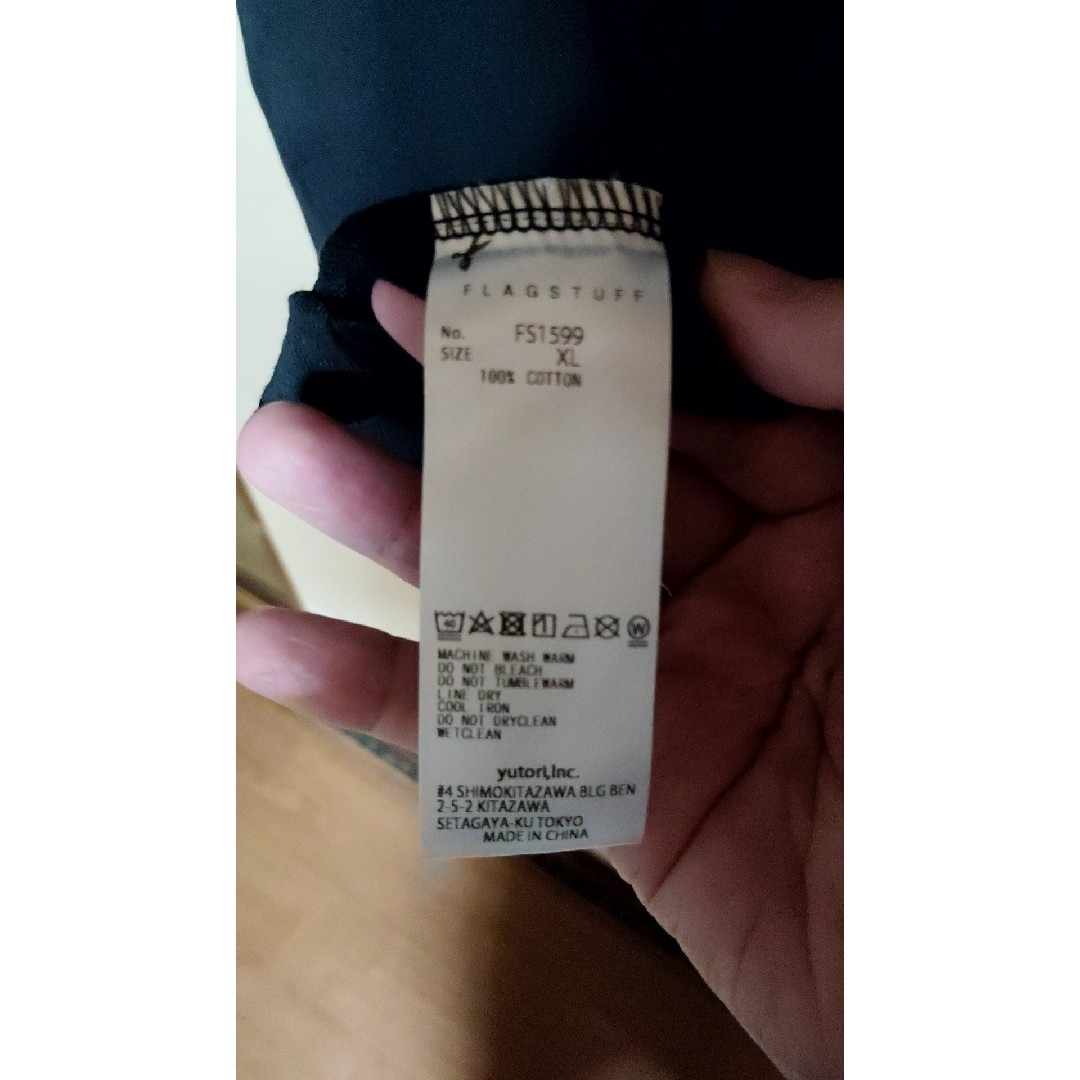 FLAGSTUFF
No. FS1599
SIZE XL
100% COTTON
40 W
MACHINE WASH WARM
DO NOT BLEACH
DO NOT TUMBLEWARM
LINE DRY
COOL IRON
DO NOT DRYCLEAN
WETCLEAN
yutori,Inc.
#4 SHIMOKITAZAWA BLG BEN
2-5-2 KITAZAWA
SETAGAYA-KU TOKYO
MADE IN CHINA